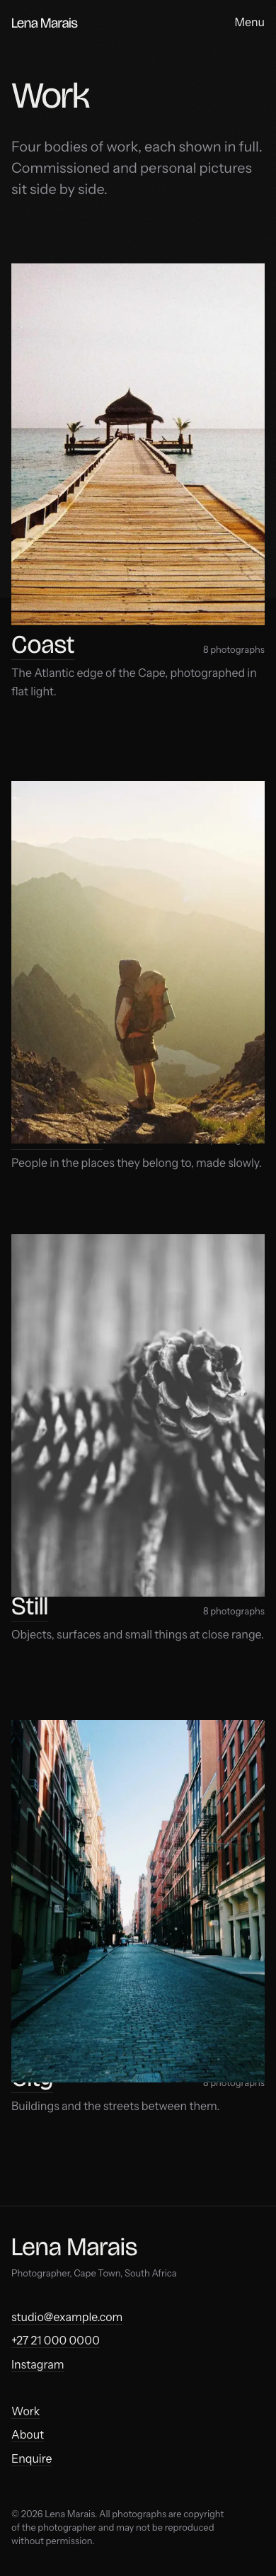 Lena Marais
Menu
Work
Four bodies of work, each shown in full.
Commissioned and personal pictures
sit side by side.
Coast
8 photographs
The Atlantic edge of the Cape, photographed in
flat light.
People in the places they belong to, made slowly.
Still
8 photographs
Objects, surfaces and small things at close range.
City
8 photographs
Buildings and the streets between them.
Lena Marais
Photographer, Cape Town, South Africa
studio@example.com
+27 21 000 0000
Instagram
Work
About
Enquire
© 2026 Lena Marais. All photographs are copyright
of the photographer and may not be reproduced
without permission.